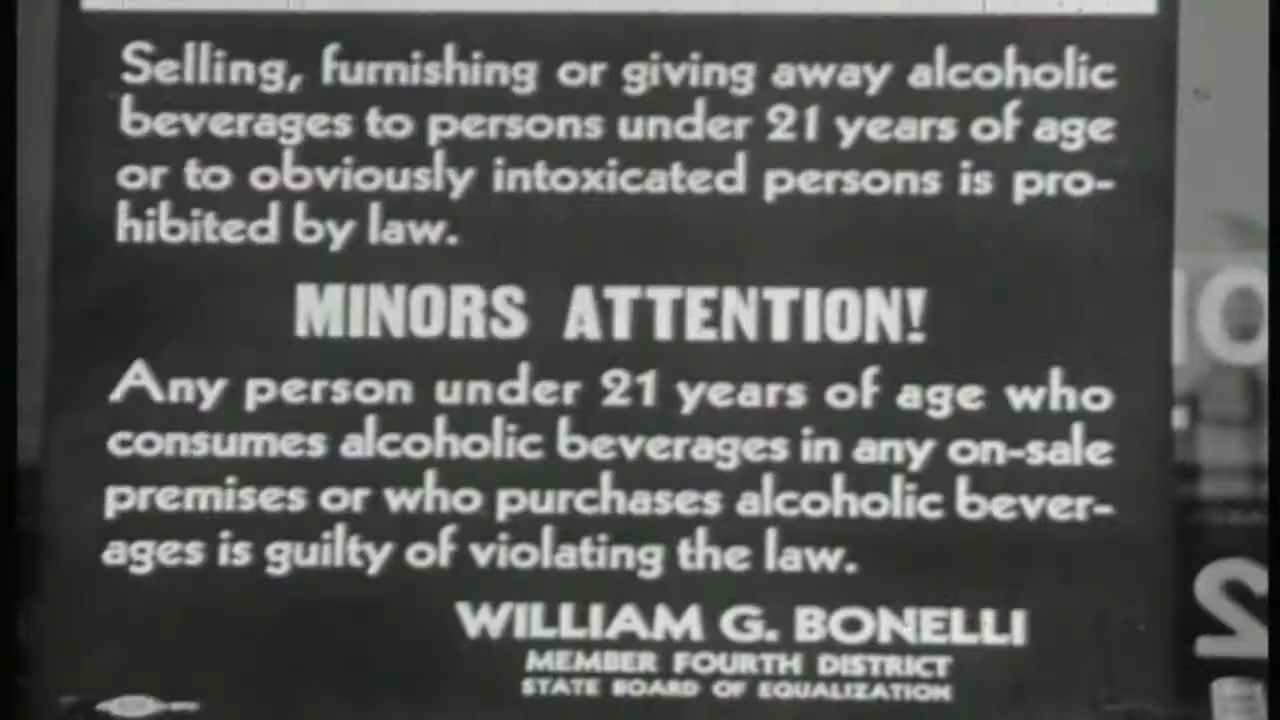 Selling, furnishing or giving away alcoholic
beverages to persons under 21 years of age
or to obviously intoxicated persons is pro-
hibited by law.
MINORS ATTENTION!
Any person under 21 years of age who
consumes alcoholic beverages in any on-sale
premises or who purchases alcoholic bever-
ages is guilty of violating the law.
WILLIAM G. BONELLI
MEMBER FOURTH DISTRICT
STATE BOARD OF EQUALIZATION